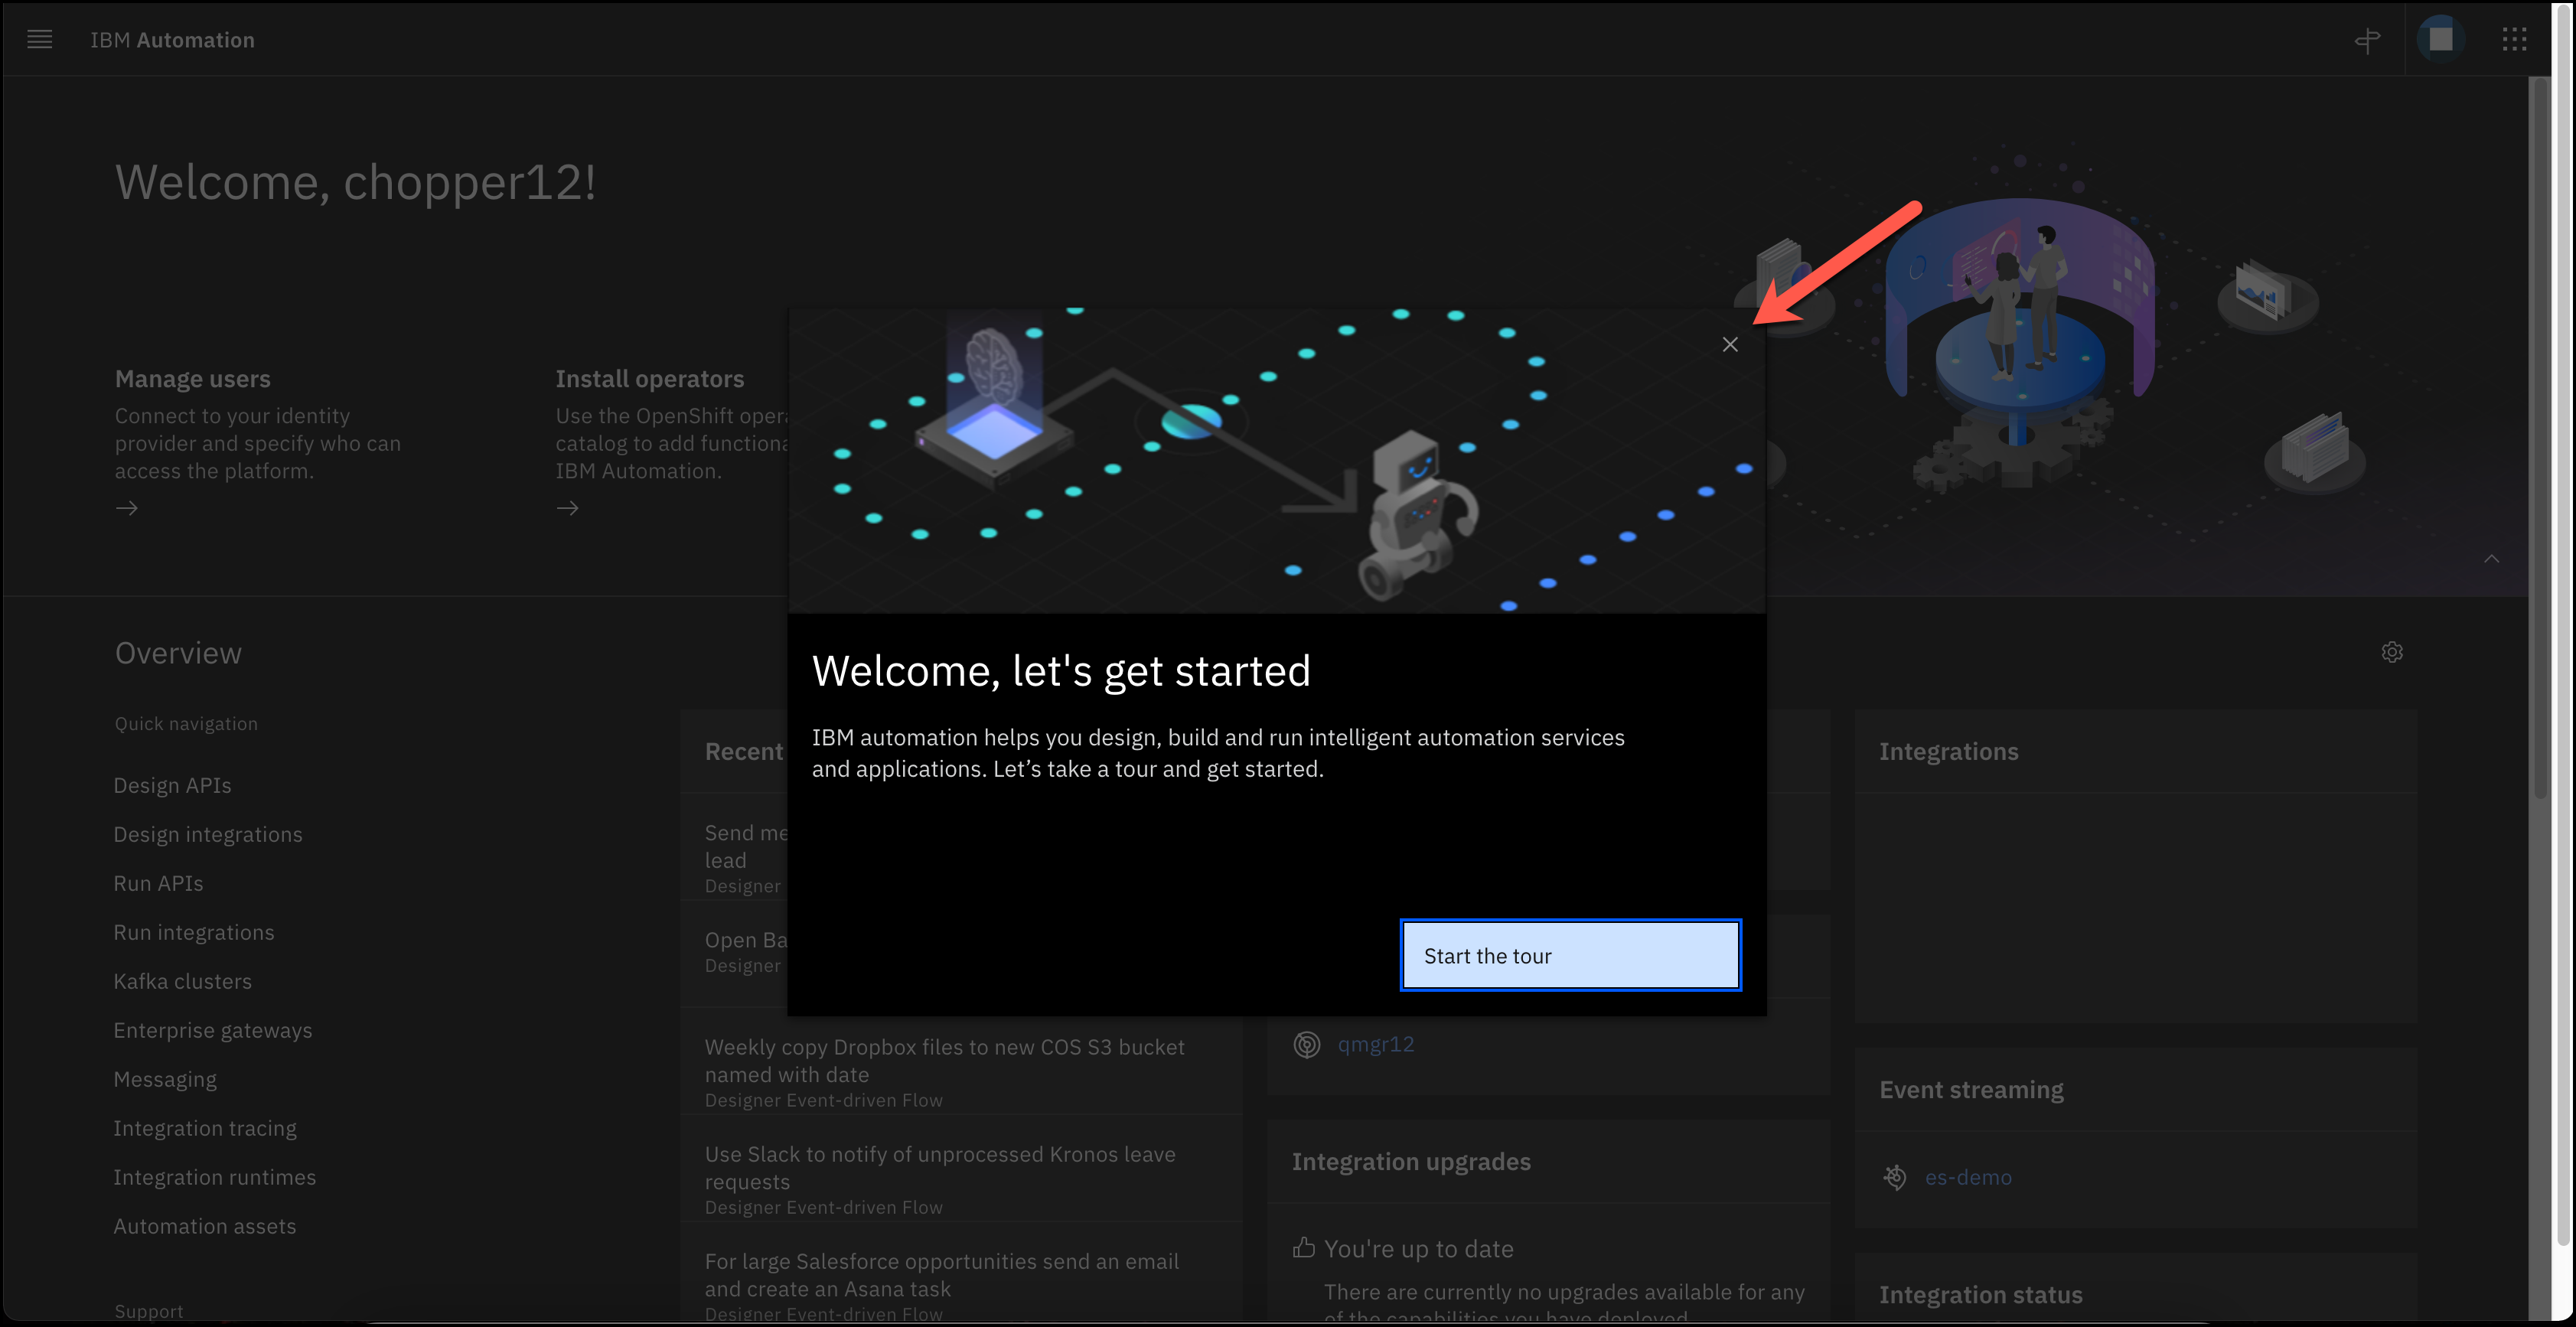 IBM Automation
Welcome, chopper12!
Manage users
Connect to your identity
provider and specify who can
access the platform.
Install operators
Use the OpenShift
catalog to add
IBM Automation.
Welcome, let's get started
IBM automation helps you design, build and run intelligent automation services
and applications. Let’s take a tour and get started.
Start the tour
Overview
Quick navigation
Design APIs
Design integrations
Run APIs
Run integrations
Kafka clusters
Enterprise gateways
Messaging
Integration tracing
Integration runtimes
Automation assets
Support
Recent
Send
lead
Designer
Open
Designer
Weekly copy Dropbox files to new COS S3 bucket
named with date
Designer Event-driven Flow
Use Slack to notify of unprocessed Kronos leave
requests
Designer Event-driven Flow
For large Salesforce opportunities send an email
and create an Asana task
Designer Event-driven Flow
qmgr12
Integration upgrades
You're up to date
There are currently no upgrades available for any
of the capabilities you have deployed
Integrations
Event streaming
es-demo
Integration status